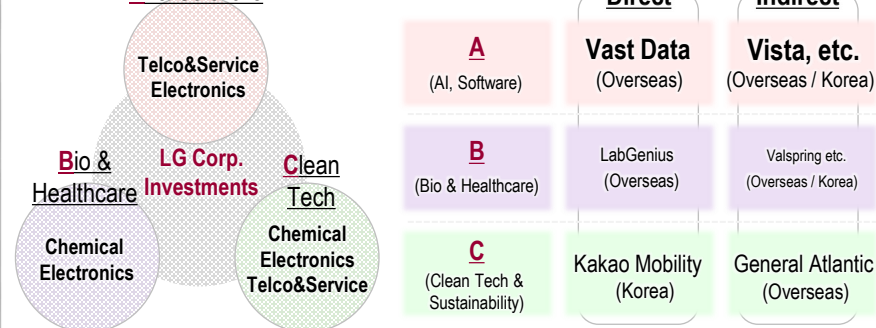 Telco&Service
Electronics
Bio &
Healthcare
LG Corp.
Investments
Clean
Tech
Chemical
Electronics
Chemical
Electronics
Telco&Service
Direct
Indirect
A
(AI, Software)
Vast Data
(Overseas)
Vista, etc.
(Overseas / Korea)
B
(Bio & Healthcare)
LabGenius
(Overseas)
Valspring etc.
(Overseas / Korea)
C
(Clean Tech &
Sustainability)
Kakao Mobility
(Korea)
General Atlantic
(Overseas)